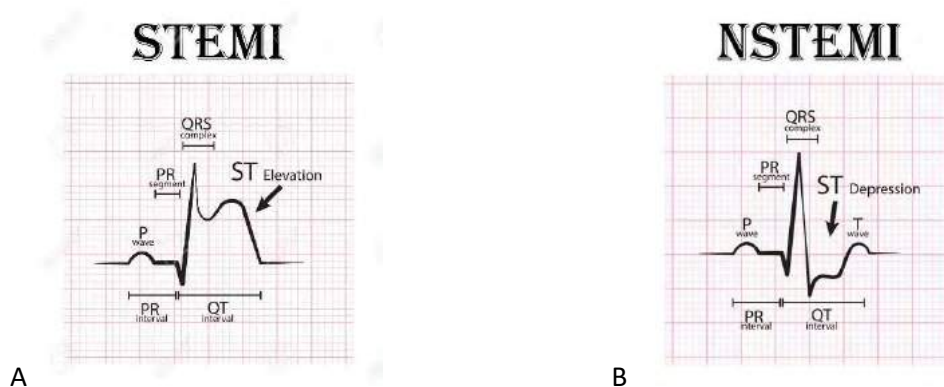 STEMI
QRS
complex
PR
segment
ST Elevation
P
wave
PR
interval
QT
interval
A
NSTEMI
QRS
complex
PR
segment
ST Depression
P
wave
T
wave
PR
interval
QT
interval
B